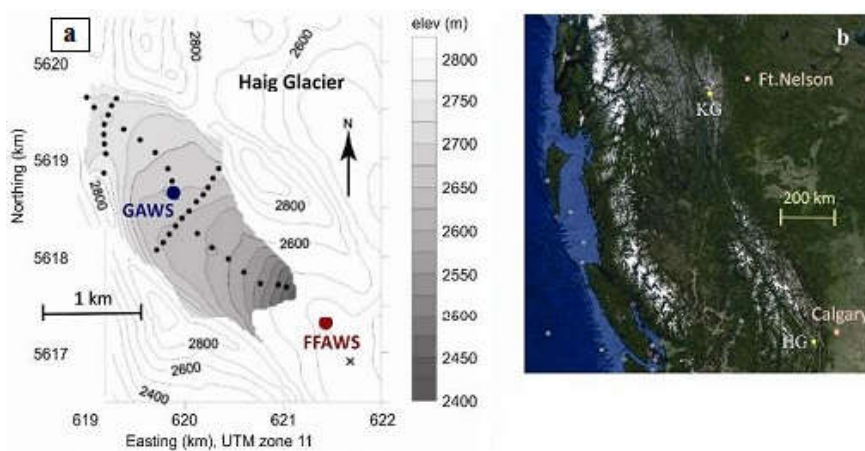 a
Haig Glacier
N
GAWS
FFAWS
1 km
2800
2600
2800
2800
2600
2800
2600
2400
5620
5619
5618
5617
Northing (km)
619
620
621
622
Easting (km), UTM zone 11
elev (m)
2800
2750
2700
2650
2600
2550
2500
2450
2400
b
Ft.Nelson
KG
200 km
Calgary
HG